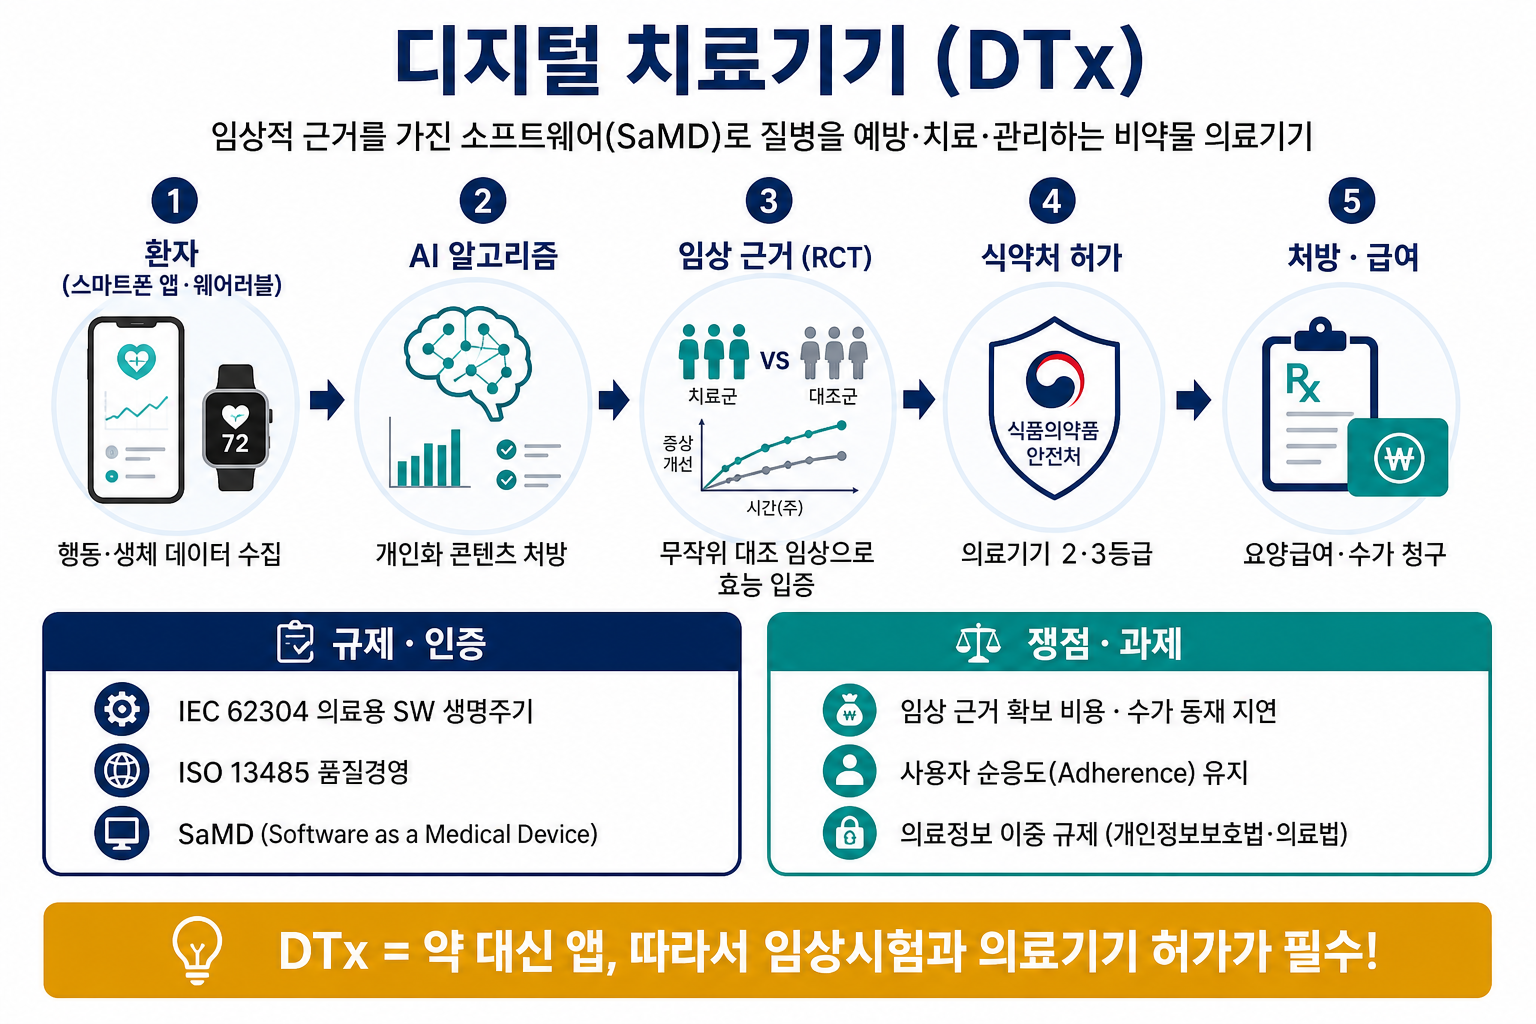 디지털 치료기기 (DTx)
임상적 근거를 가진 소프트웨어(SaMD)로 질병을 예방·치료·관리하는 비약물 의료기기
1
환자
(스마트폰 앱·웨어러블)
72
행동·생체 데이터 수집
2
AI 알고리즘
개인화 콘텐츠 처방
3
임상 근거 (RCT)
VS
치료군
대조군
증상
개선
시간(주)
무작위 대조 임상으로
효능 입증
4
식약처 허가
식품의약품
안전처
의료기기 2·3등급
5
처방 · 급여
Rx
₩
요양급여·수가 청구
규제 · 인증
IEC 62304 의료용 SW 생명주기
ISO 13485 품질경영
SaMD (Software as a Medical Device)
쟁점 · 과제
₩
임상 근거 확보 비용 · 수가 동재 지연
사용자 순응도(Adherence) 유지
의료정보 이중 규제 (개인정보보호법·의료법)
DTx = 약 대신 앱, 따라서 임상시험과 의료기기 허가가 필수!